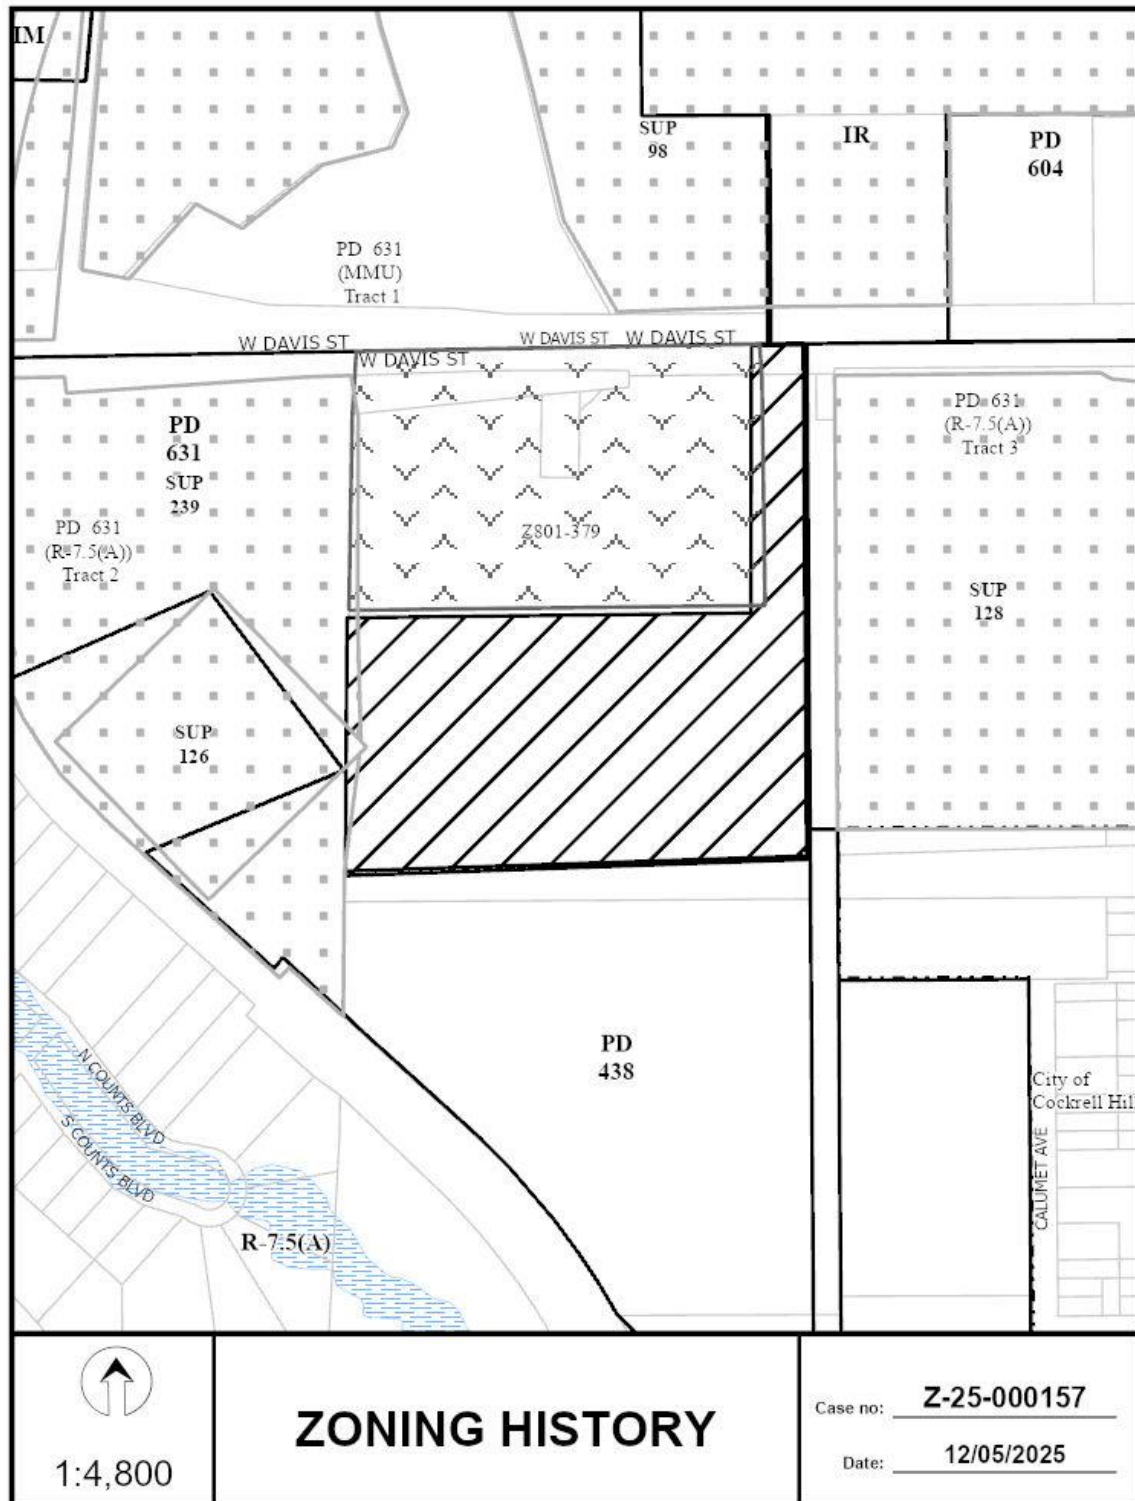 IM
SUP
98
IR
PD
604
PD 631
(MMU)
Tract 1
W DAVIS ST
W DAVIS ST
W DAVIS ST
W DAVIS ST
PD
631
SUP
239
PD 631
(R-7.5(A))
Tract 2
PD 631
(R-7.5(A))
Tract 3
Z801-379
SUP
128
SUP
126
PD
438
City of
Cockrell Hill
CALUMET AVE
N COUNTS BLVD
S COUNTS BLVD
R-7.5(A)
1:4,800
ZONING HISTORY
Case no: Z-25-000157
Date: 12/05/2025